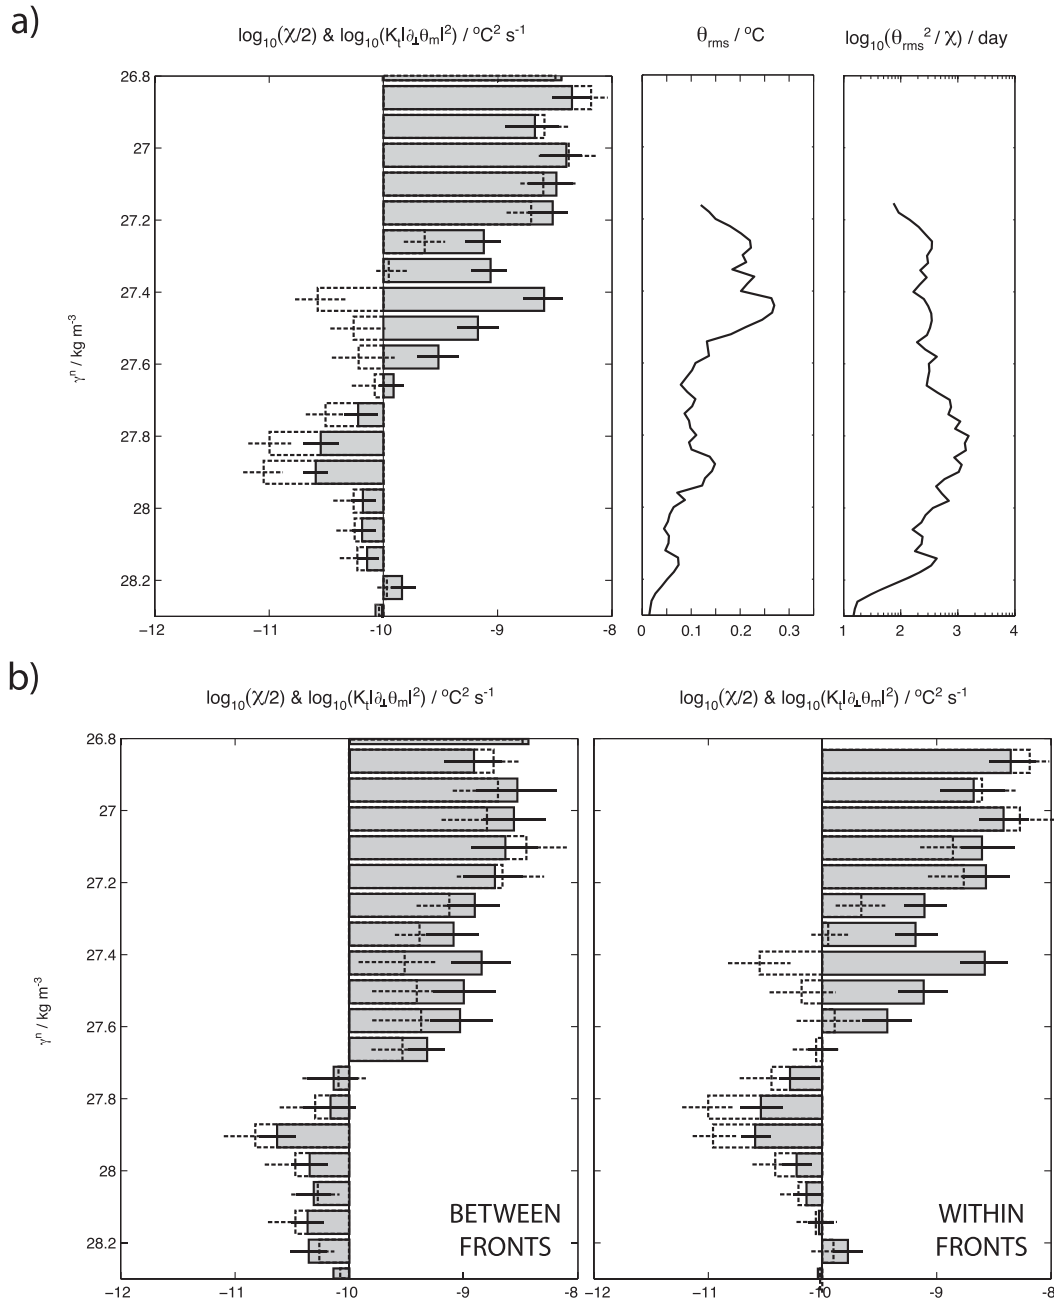 a)
log10(χ/2) & log10(Kt|∂⊥θm|²) / °C² s⁻¹
θrms / °C
log10(θrms² / χ) / day
26.8
27
27.2
27.4
27.6
27.8
28
28.2
γⁿ / kg m⁻³
−12 −11 −10 −9 −8
0 0.1 0.2 0.3
1 2 3 4
b)
log10(χ/2) & log10(Kt|∂⊥θm|²) / °C² s⁻¹
log10(χ/2) & log10(Kt|∂⊥θm|²) / °C² s⁻¹
26.8
27
27.2
27.4
27.6
27.8
28
28.2
γⁿ / kg m⁻³
BETWEEN
FRONTS
WITHIN
FRONTS
−12 −11 −10 −9 −8
−12 −11 −10 −9 −8